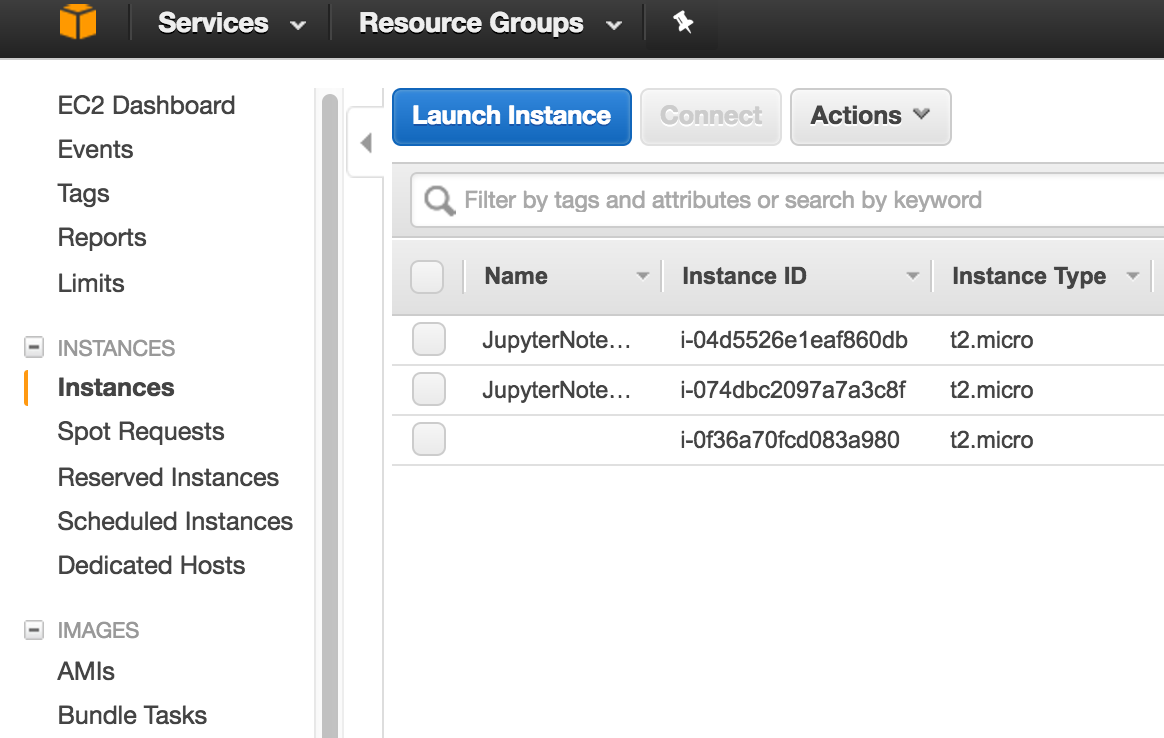 Services Resource Groups
EC2 Dashboard
Events
Tags
Reports
Limits
INSTANCES
Instances
Spot Requests
Reserved Instances
Scheduled Instances
Dedicated Hosts
IMAGES
AMIs
Bundle Tasks
Launch Instance Connect Actions
Filter by tags and attributes or search by keyword
Name Instance ID Instance Type
JupyterNote... i-04d5526e1eaf860db t2.micro
JupyterNote... i-074dbc2097a7a3c8f t2.micro
i-0f36a70fcd083a980 t2.micro